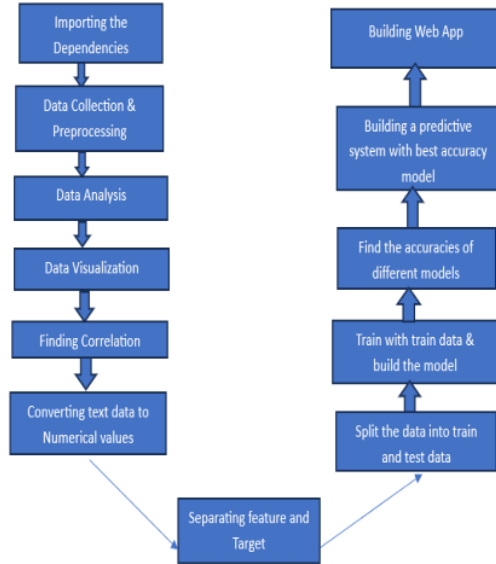 Importing the
Dependencies
Data Collection &
Preprocessing
Data Analysis
Data Visualization
Finding Correlation
Converting text data to
Numerical values
Separating feature and
Target
Split the data into train
and test data
Train with train data &
build the model
Find the accuracies of
different models
Building a predictive
system with best accuracy
model
Building Web App